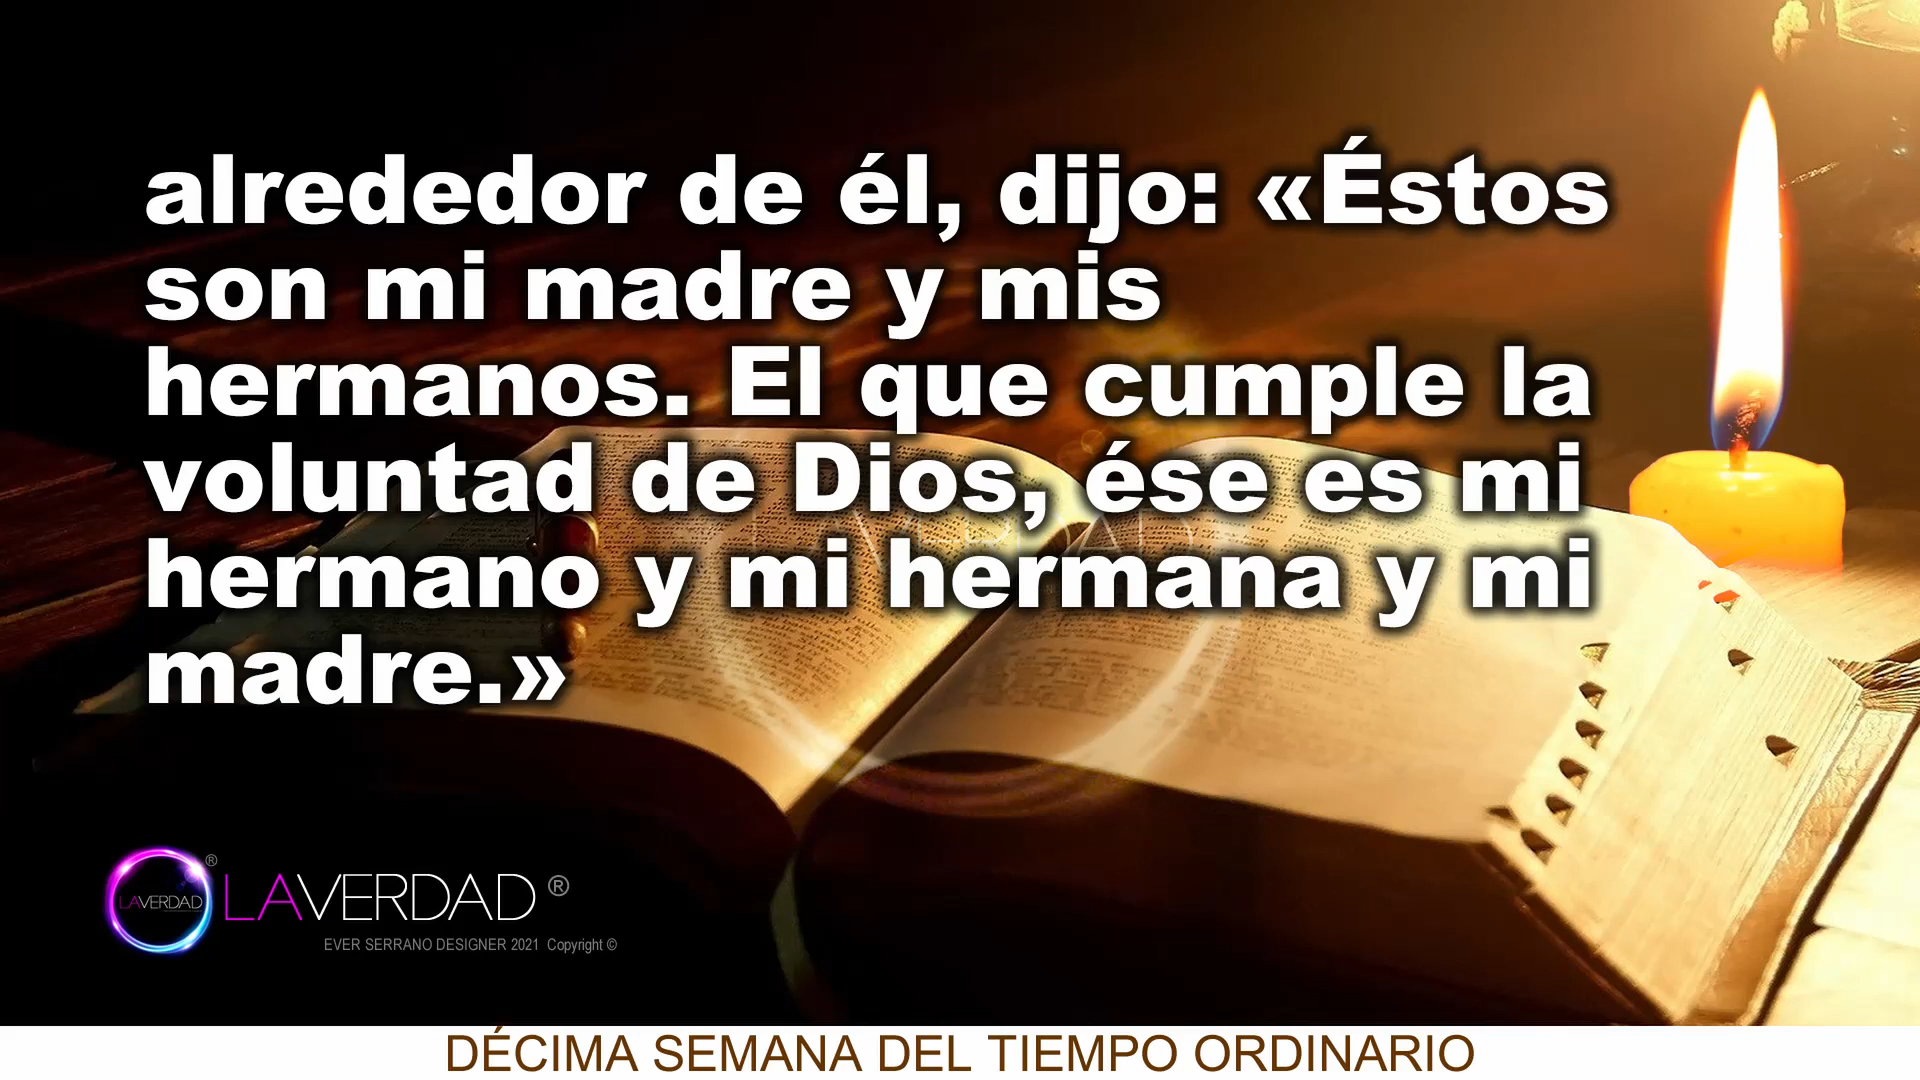 alrededor de él, dijo: «Éstos
son mi madre y mis
hermanos. El que cumple la
voluntad de Dios, ése es mi
hermano y mi hermana y mi
madre.»
LAVERDAD ®
LAVERDAD ®
EVER SERRANO DESIGNER 2021 Copyright ©
DÉCIMA SEMANA DEL TIEMPO ORDINARIO